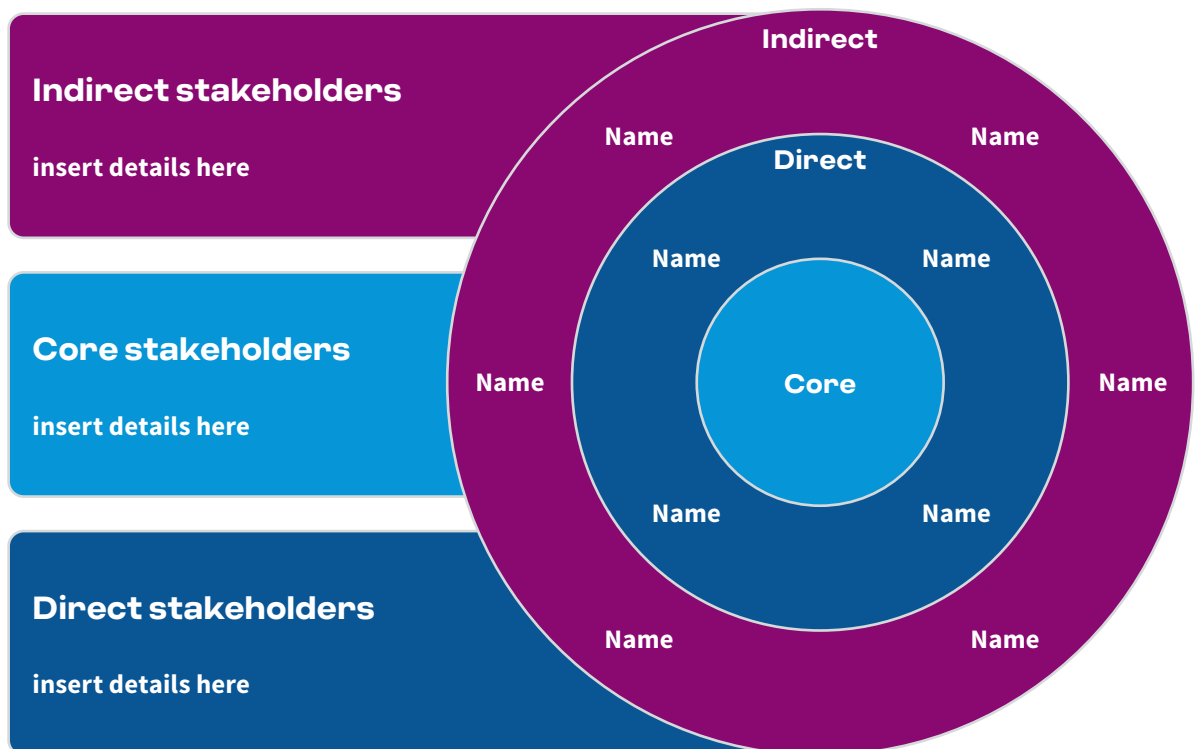 Indirect stakeholders
insert details here
Core stakeholders
insert details here
Direct stakeholders
insert details here
Indirect
Name
Name
Direct
Name
Name
Name
Core
Name
Name
Name
Name
Name